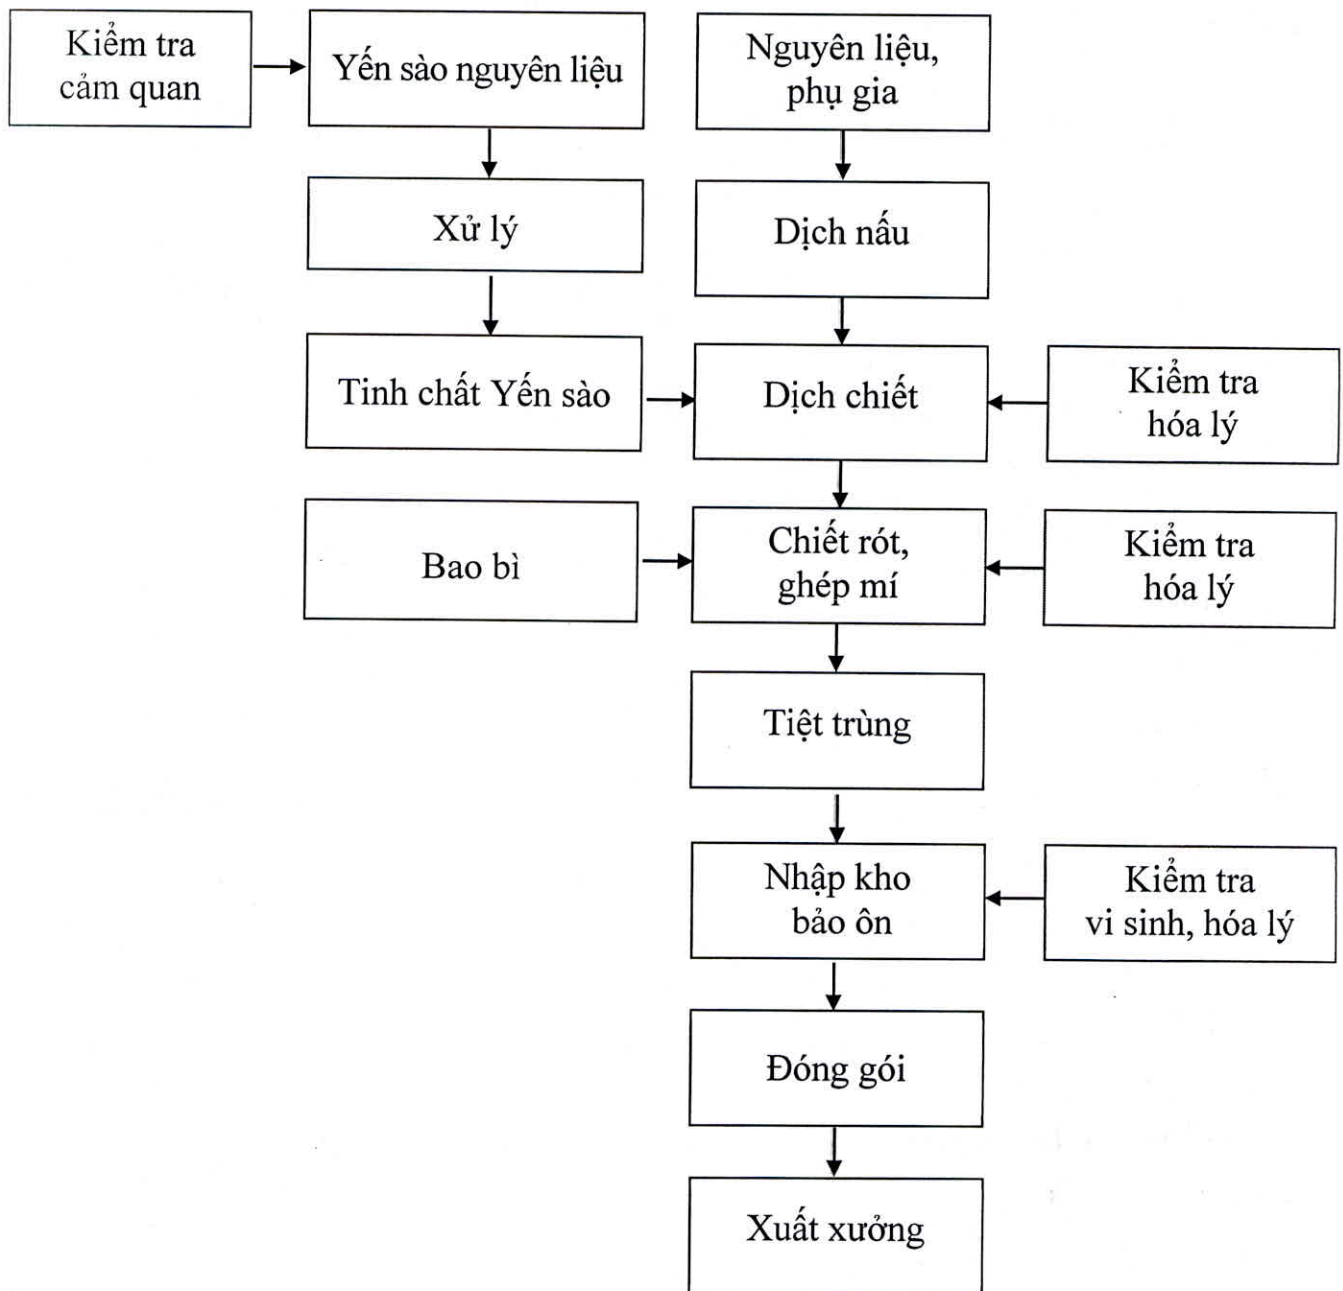 Kiểm tra
cảm quan
Yến sào nguyên liệu
Nguyên liệu,
phụ gia
Xử lý
Dịch nấu
Tinh chất Yến sào
Dịch chiết
Kiểm tra
hóa lý
Bao bì
Chiết rót,
ghép mí
Kiểm tra
hóa lý
Tiệt trùng
Nhập kho
bảo ôn
Kiểm tra
vi sinh, hóa lý
Đóng gói
Xuất xưởng